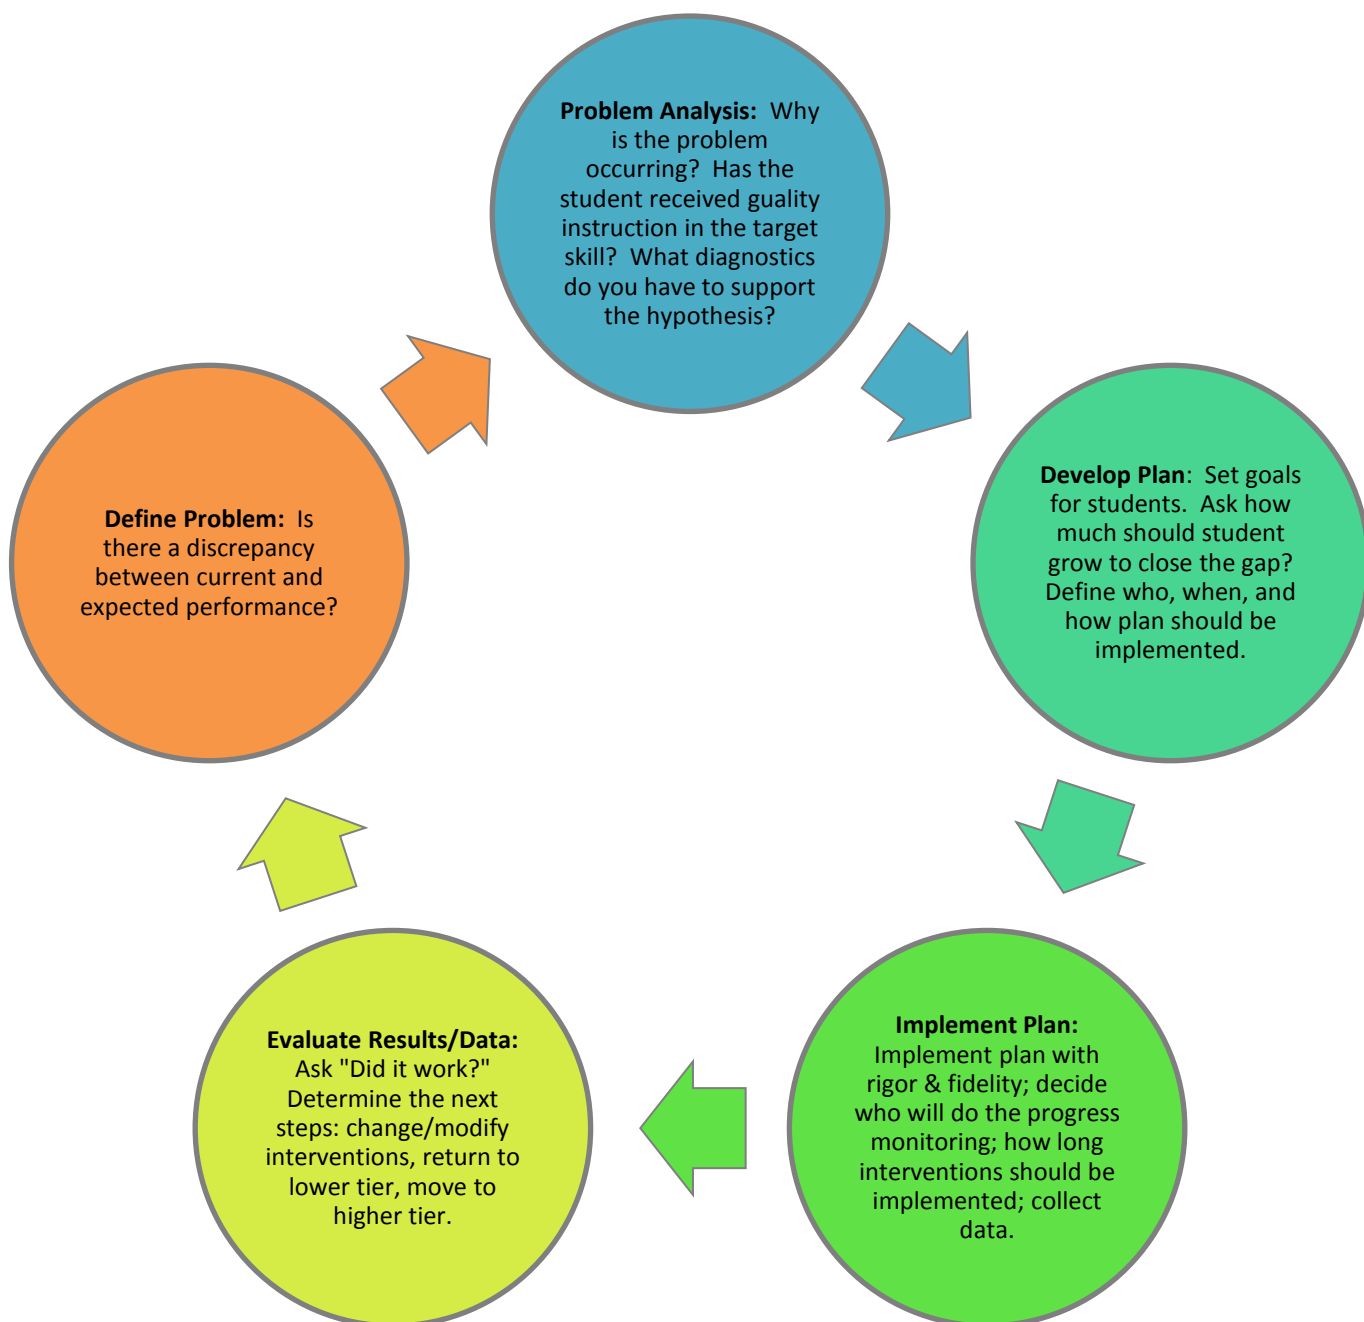 Problem Analysis: Why
is the problem
occurring? Has the
student received guality
instruction in the target
skill? What diagnostics
do you have to support
the hypothesis?
Develop Plan: Set goals
for students. Ask how
much should student
grow to close the gap?
Define who, when, and
how plan should be
implemented.
Implement Plan:
Implement plan with
rigor & fidelity; decide
who will do the progress
monitoring; how long
interventions should be
implemented; collect
data.
Evaluate Results/Data:
Ask "Did it work?"
Determine the next
steps: change/modify
interventions, return to
lower tier, move to
higher tier.
Define Problem: Is
there a discrepancy
between current and
expected performance?